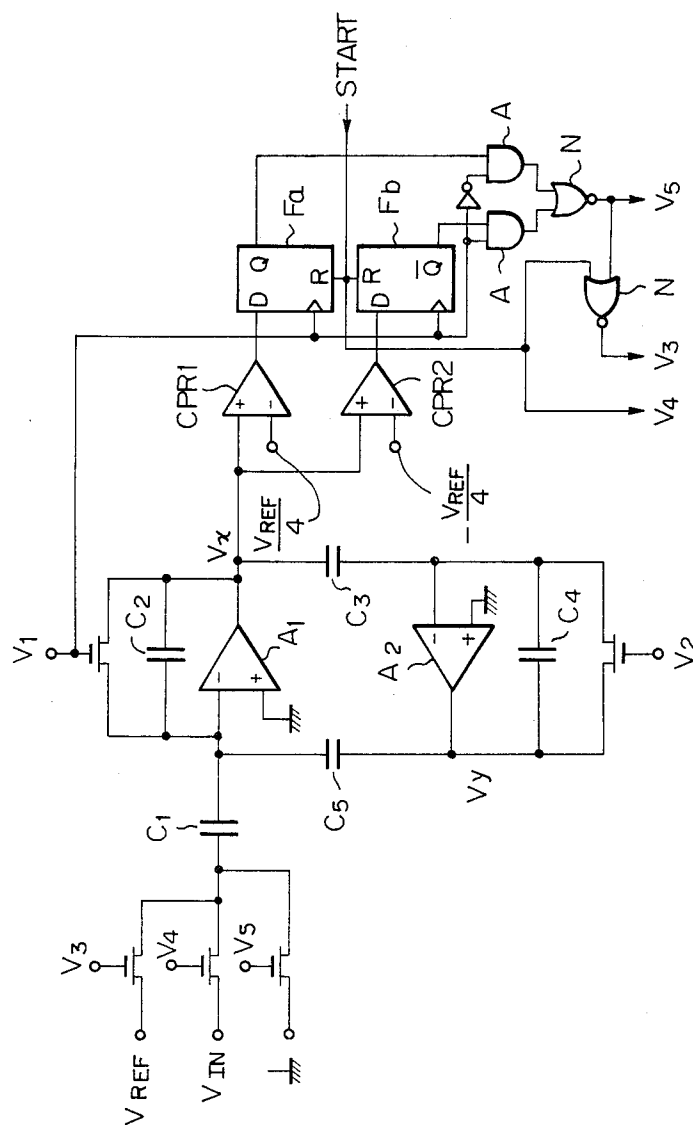 VREF
VIN
V3
V4
V5
C1
V1
C2
A1
C5
Vy
Vx
C3
A2
C4
V2
CPR1
VREF
4
CPR2
- VREF
4
Fa
D
Q
R
Fb
R
D
Q
START
A
A
N
N
V5
V3
V4
+
-
+
-
-
+
-
+